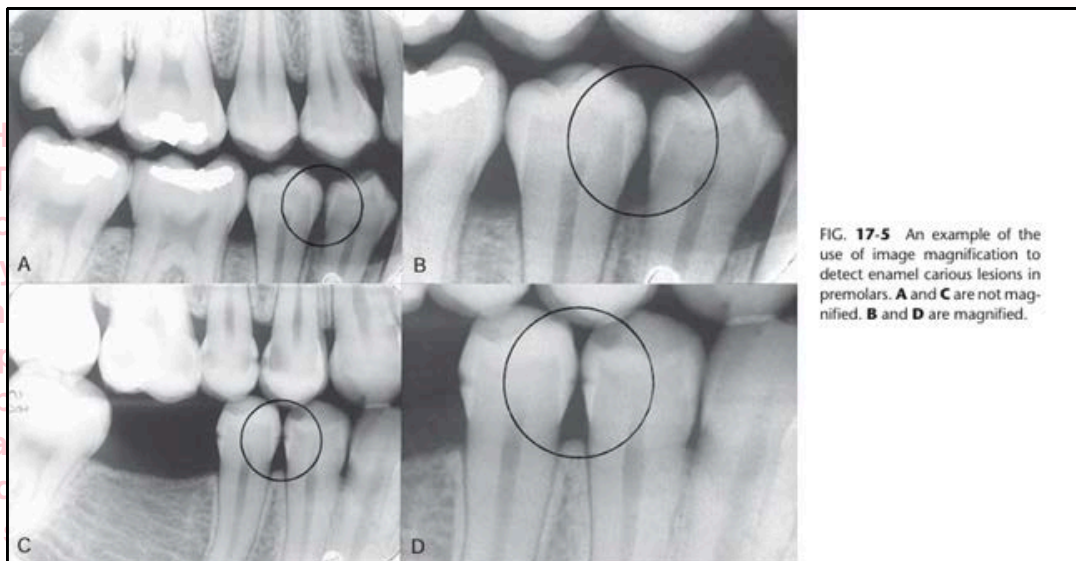 A
B
C
D
FIG. 17-5 An example of the
use of image magnification to
detect enamel carious lesions in
premolars. A and C are not mag-
nified. B and D are magnified.